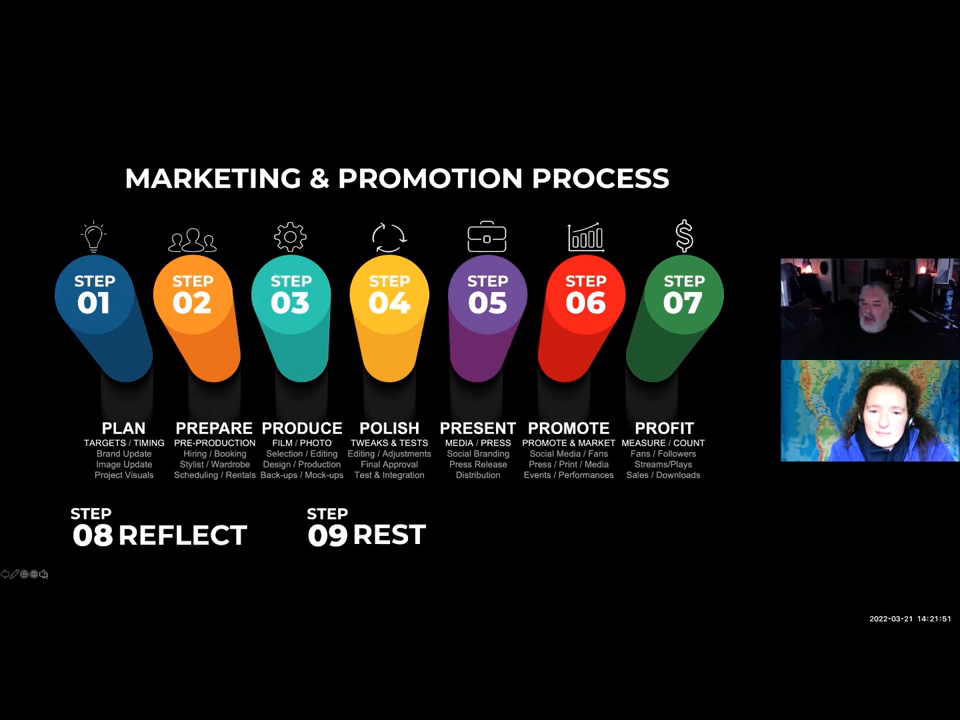 MARKETING & PROMOTION PROCESS
STEP
01
STEP
02
STEP
03
STEP
04
STEP
05
STEP
06
STEP
07
PLAN
TARGETS / TIMING
Brand Update
Image Update
Project Visuals
PREPARE
PRE-PRODUCTION
Hiring / Booking
Stylist / Wardrobe
Scheduling / Rentals
PRODUCE
FILM / PHOTO
Selection / Editing
Design / Production
Back-ups / Mock-ups
POLISH
TWEAKS & TESTS
Editing / Adjustments
Final Approval
Test & Integration
PRESENT
MEDIA / PRESS
Social Branding
Press Release
Distribution
PROMOTE
PROMOTE & MARKET
Social Media / Fans
Press / Print / Media
Events / Performances
PROFIT
MEASURE / COUNT
Fans / Followers
Streams/Plays
Sales / Downloads
STEP
08 REFLECT
STEP
09 REST
2022-03-21 14:21:51